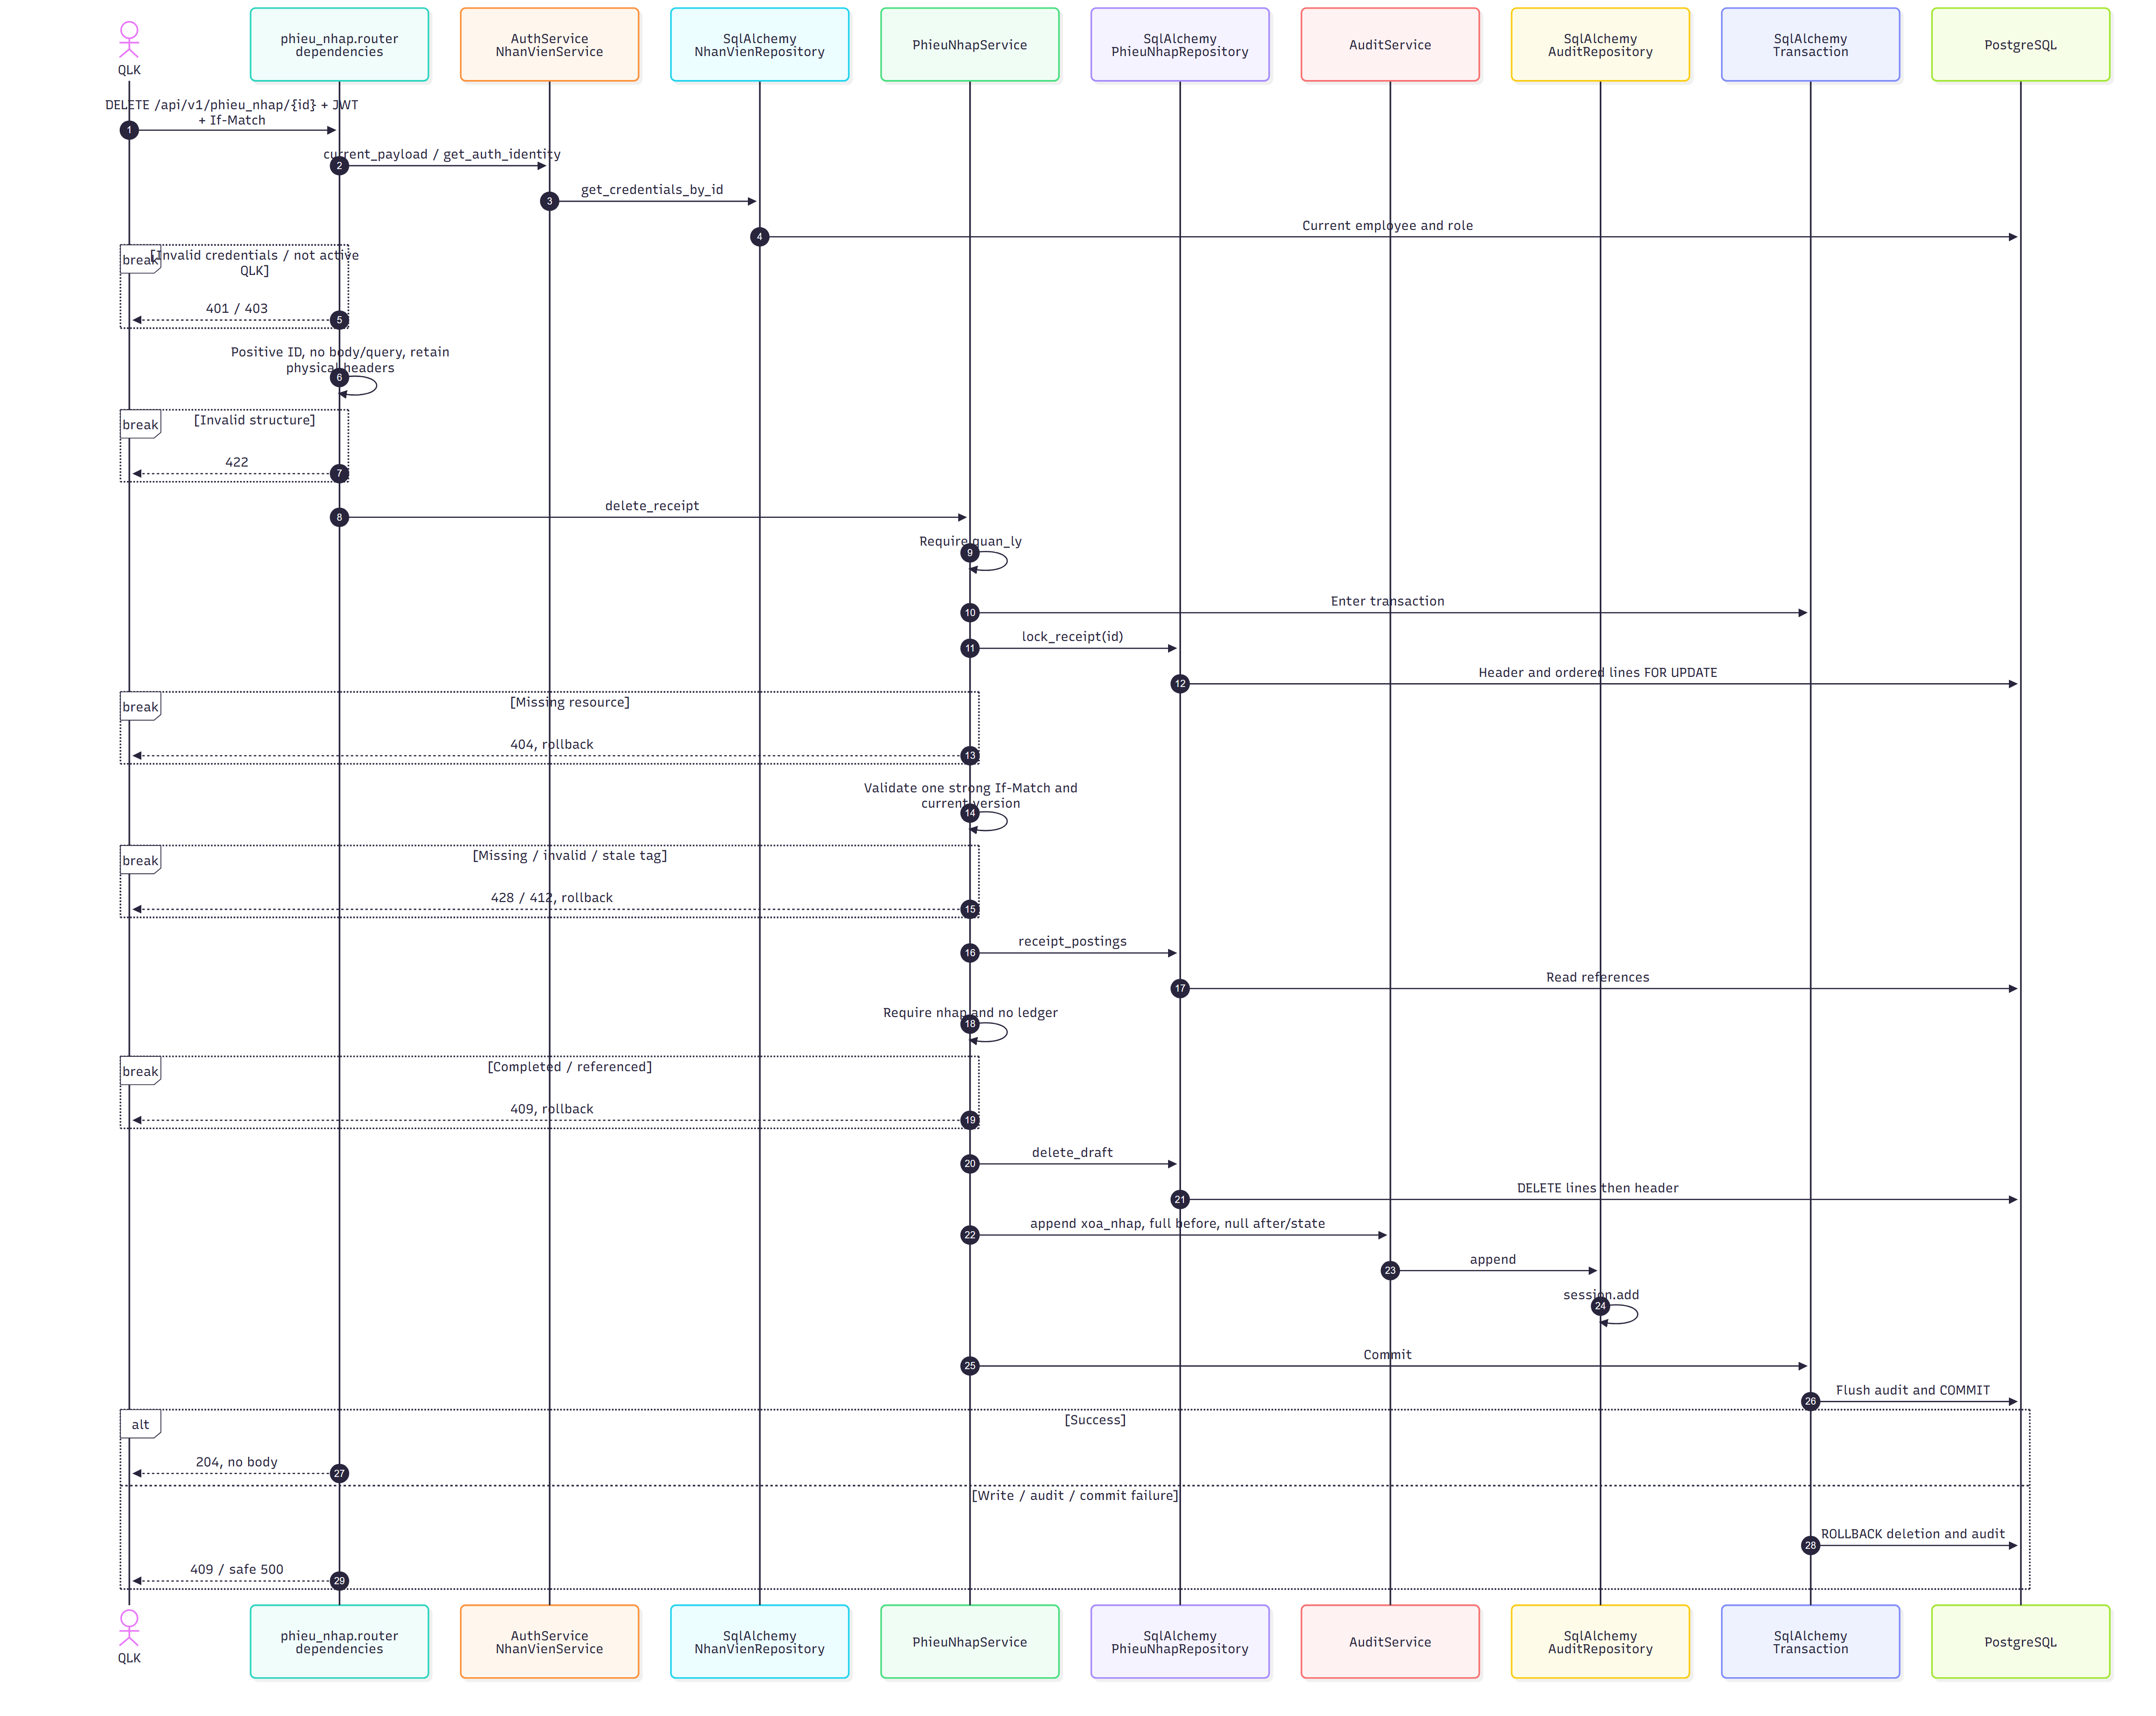 QLK
phieu_nhap.router
dependencies
AuthService
NhanVienService
SqlAlchemy
NhanVienRepository
PhieuNhapService
SqlAlchemy
PhieuNhapRepository
AuditService
SqlAlchemy
AuditRepository
SqlAlchemy
Transaction
PostgreSQL
DELETE /api/v1/phieu_nhap/{id} + JWT
+ If-Match
1
current_payload / get_auth_identity
2
get_credentials_by_id
3
Current employee and role
4
break
[Invalid credentials / not active
QLK]
401 / 403
5
Positive ID, no body/query, retain
physical headers
6
break
[Invalid structure]
422
7
delete_receipt
8
Require quan_ly
9
Enter transaction
10
lock_receipt(id)
11
Header and ordered lines FOR UPDATE
12
break
[Missing resource]
404, rollback
13
Validate one strong If-Match and
current version
14
break
[Missing / invalid / stale tag]
428 / 412, rollback
15
receipt_postings
16
Read references
17
Require nhap and no ledger
18
break
[Completed / referenced]
409, rollback
19
delete_draft
20
DELETE lines then header
21
append xoa_nhap, full before, null after/state
22
append
23
session.add
24
Commit
25
Flush audit and COMMIT
26
alt
[Success]
204, no body
27
[Write / audit / commit failure]
ROLLBACK deletion and audit
28
409 / safe 500
29
QLK
phieu_nhap.router
dependencies
AuthService
NhanVienService
SqlAlchemy
NhanVienRepository
PhieuNhapService
SqlAlchemy
PhieuNhapRepository
AuditService
SqlAlchemy
AuditRepository
SqlAlchemy
Transaction
PostgreSQL